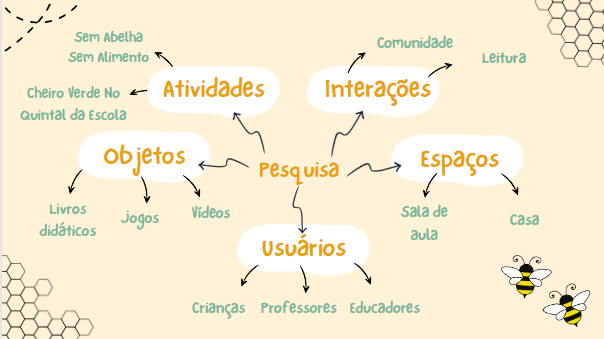 Sem Abelha
Sem Alimento
Atividades
Cheiro Verde No
Quintal da Escola
Interações
Comunidade
Leitura
Objetos
Livros
didáticos
Jogos
Vídeos
Pesquisa
Espaços
Sala de
aula
Casa
Usuários
Crianças
Professores
Educadores